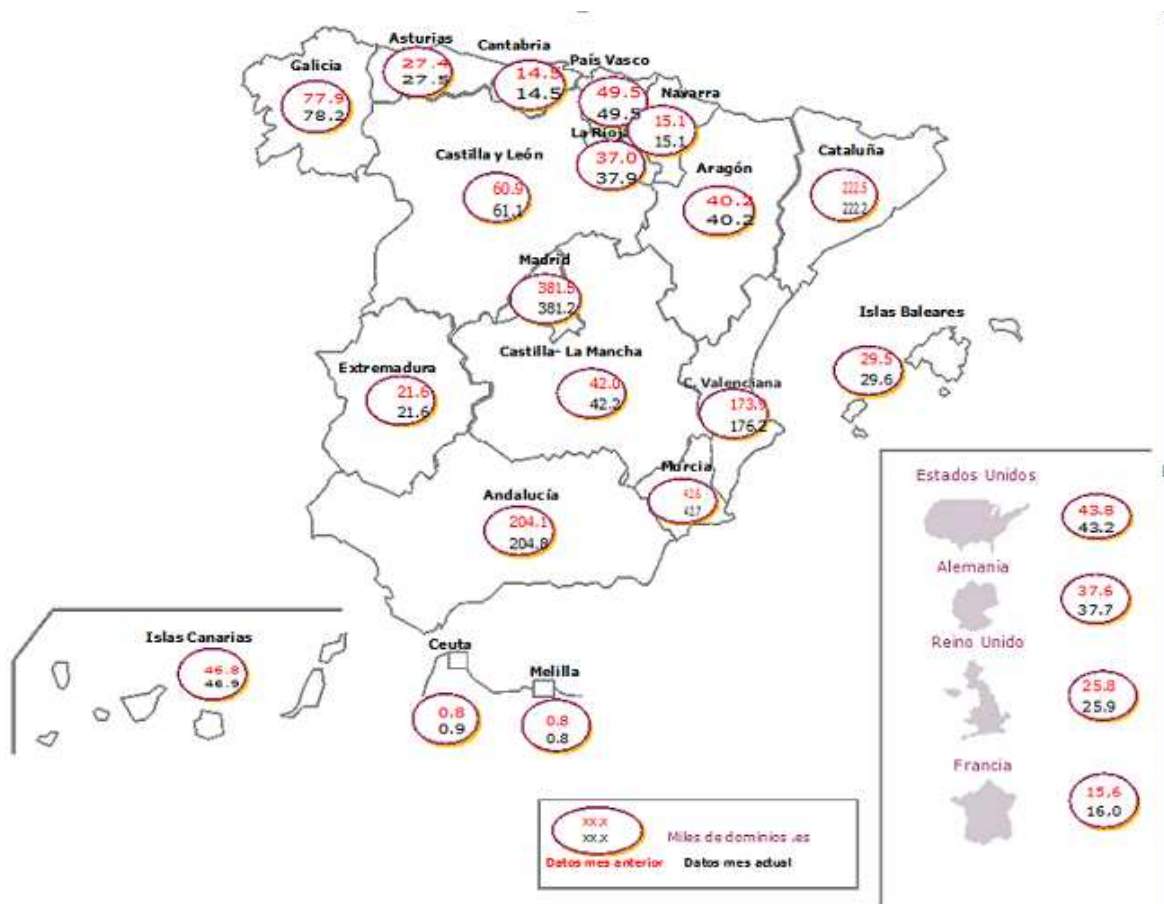 Asturias
27.4
27.5
Cantabria
14.5
14.5
País Vasco
49.5
49.5
Galicia
77.9
78.2
Navarra
15.1
15.1
La Rioja
37.0
37.9
Castilla y León
60.9
61.1
Aragón
40.2
40.2
Cataluña
222.5
222.2
Madrid
381.5
381.2
Islas Baleares
29.5
29.6
Castilla- La Mancha
42.0
42.2
Extremadura
21.6
21.6
C. Valenciana
173.9
176.2
Murcia
42.6
42.7
Andalucía
204.1
204.8
Islas Canarias
46.8
46.9
Ceuta
0.8
0.9
Melilla
0.8
0.8
Estados Unidos
43.8
43.2
Alemania
37.6
37.7
Reino Unido
25.8
25.9
Francia
15,6
16,0
XX.X
XX.X
Miles de dominios .es
Datos mes anterior Datos mes actual